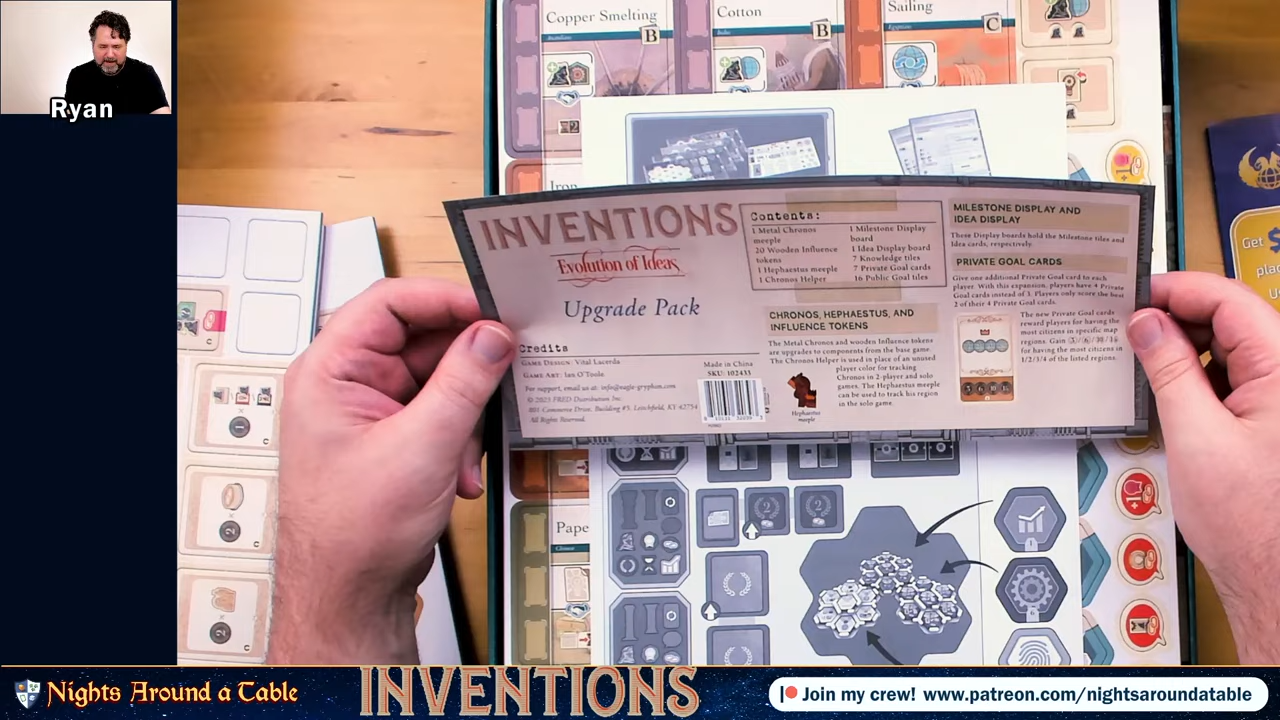 Ryan
Copper Smelting
B
Cotton
B
Sailing
C
Iron
Get
plac
INVENTIONS
Evolution of Ideas
Upgrade Pack
Credits
GAME DESIGN: Vital Lacerda
GAME ART: Ian O'Toole
For support, email us at: info@eagle-gryphon.com
© 2023 FRED Distribution Inc.
801 Commerce Drive, Building #5, Leitchfield, KY 42754
All Rights Reserved.
Made in China
SKU: 102433
Contents:
1 Metal Chronos
meeple
20 Wooden Influence
tokens
1 Hephaestus meeple
1 Chronos Helper
1 Milestone Display
board
1 Idea Display board
7 Knowledge tiles
7 Private Goal cards
16 Public Goal tiles
CHRONOS, HEPHAESTUS, AND
INFLUENCE TOKENS
The Metal Chronos and wooden Influence tokens
are upgrades to components from the base game.
The Chronos Helper is used in place of an unused
player color for tracking
Chronos in 2-player and solo
games. The Hephaestus meeple
can be used to track his region
in the solo game.
Hephaestus
meeple
MILESTONE DISPLAY AND
IDEA DISPLAY
These Display boards hold the Milestone tiles and
Idea cards, respectively.
PRIVATE GOAL CARDS
Give one additional Private Goal card to each
player. With this expansion, players have 4 Private
Goal cards instead of 3. Players only score the best
2 of their 4 Private Goal cards.
The new Private Goal cards
reward players for having the
most citizens in specific map
regions. Gain 3/6/10/15
for having the most citizens in
1/2/3/4 of the listed regions.
Pape
Nights Around a Table
INVENTIONS
Join my crew! www.patreon.com/nightsaroundatable